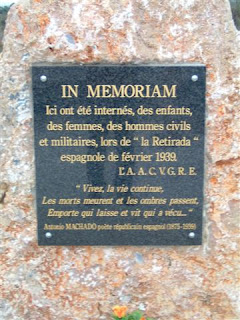 IN MEMORIAM
Ici ont été internés, des enfants,
des femmes, des hommes civils
et militaires, lors de “ la Retirada “
espagnole de février 1939.
L'A. A. C. V. G. R. E.
“ Vivez, la vie continue,
Les morts meurent et les ombres passent,
Emporte qui laisse et vit qui a vécu... “
Antonio MACHADO poète républicain espagnol (1875-1939)